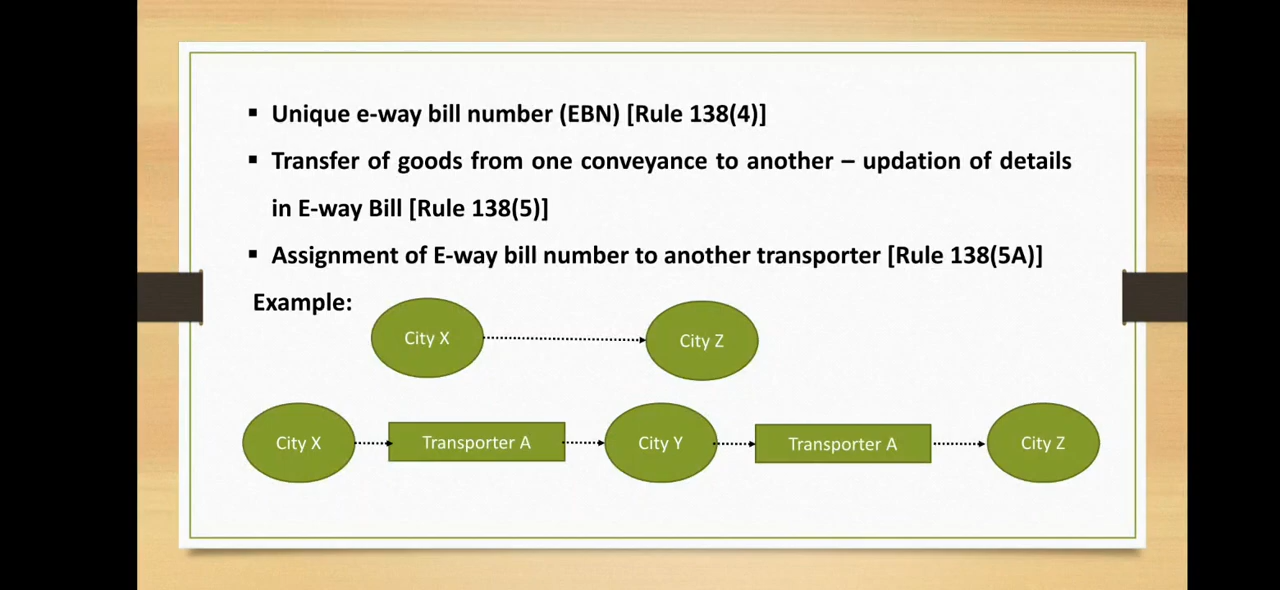 ▪ Unique e-way bill number (EBN) [Rule 138(4)]
▪ Transfer of goods from one conveyance to another – updation of details
in E-way Bill [Rule 138(5)]
▪ Assignment of E-way bill number to another transporter [Rule 138(5A)]
Example:
City X City Z
City X Transporter A City Y Transporter A City Z